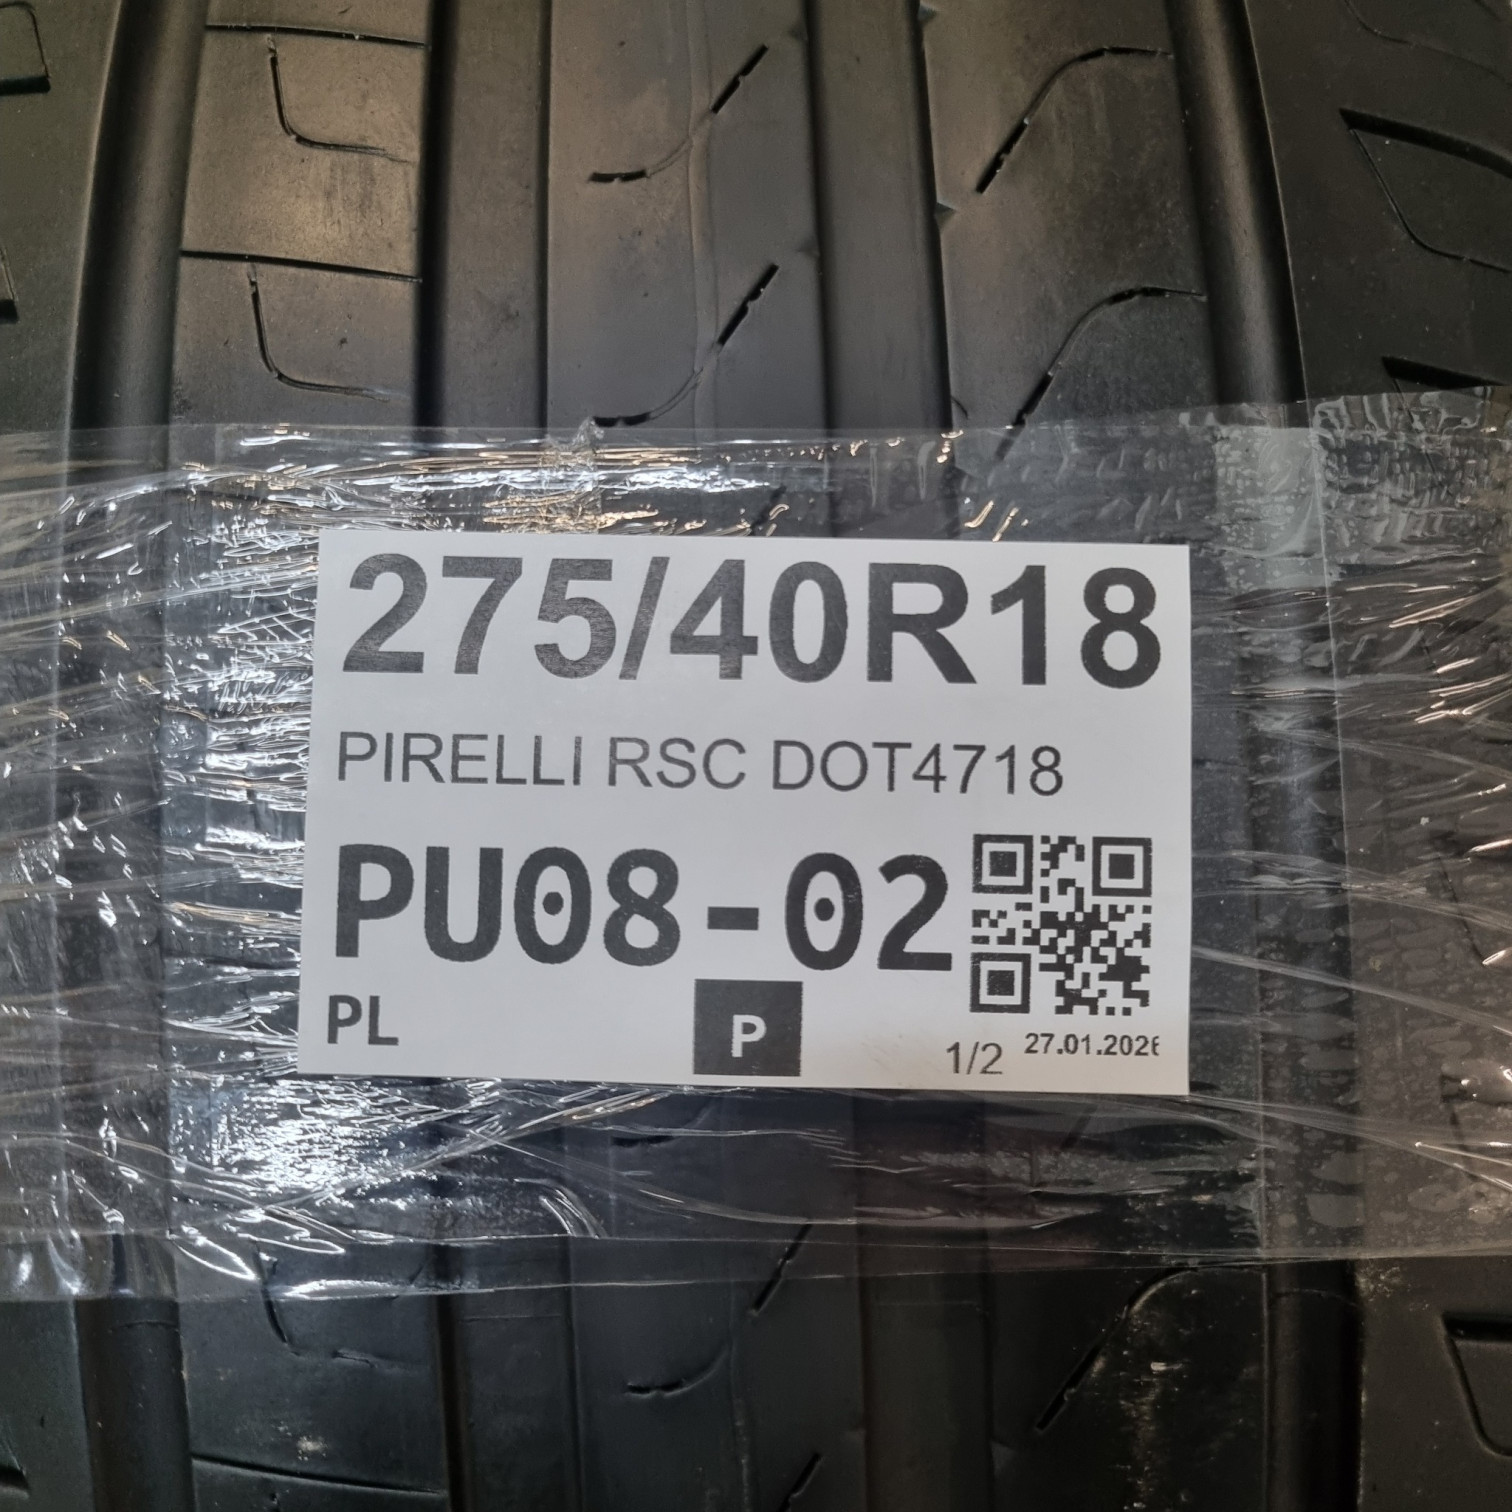 275/40R18
PIRELLI RSC DOT4718
PU08-02
PL
P
1/2 27.01.2026